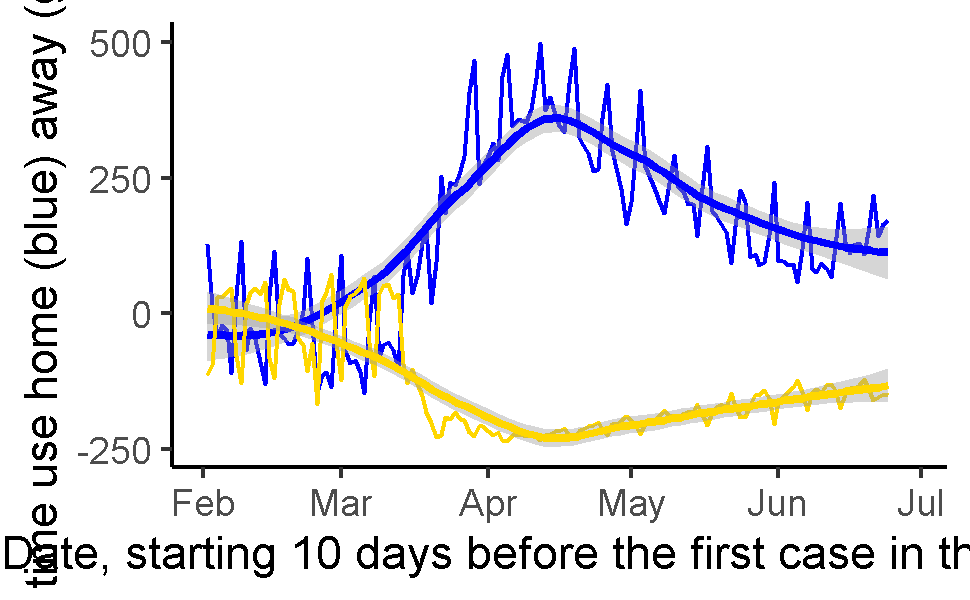 time use home (blue) away (
500
250
0
-250
Feb Mar Apr May Jun Jul
Date, starting 10 days before the first case in th